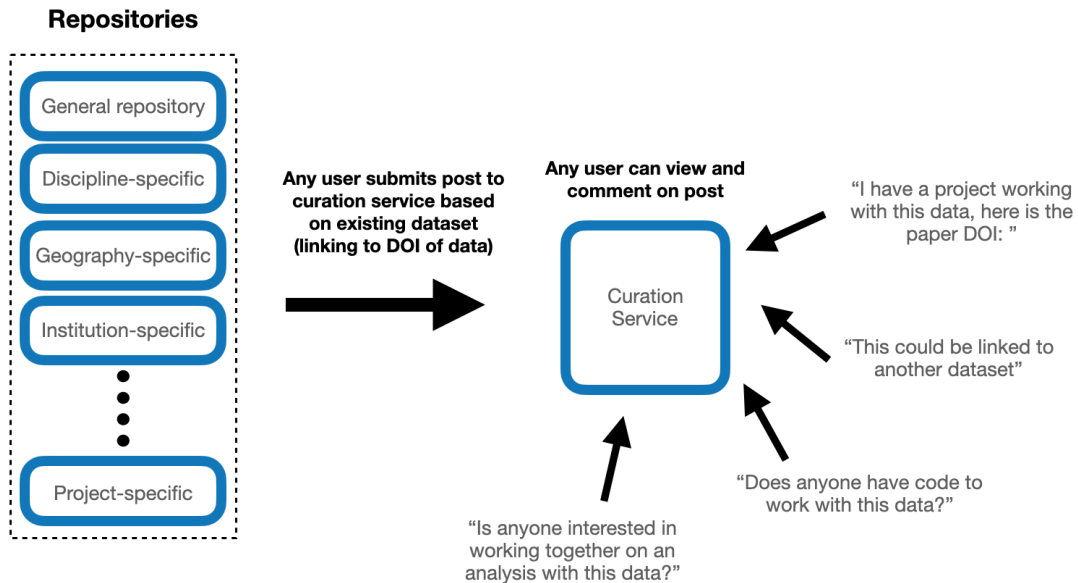 Repositories
General repository
Discipline-specific
Geography-specific
Institution-specific
Project-specific
Any user submits post to
curation service based
on existing dataset
(linking to DOI of data)
Any user can view and
comment on post
Curation
Service
“I have a project working
with this data, here is the
paper DOI: ”
“This could be linked to
another dataset”
“Does anyone have code to
work with this data?”
“Is anyone interested in
working together on an
analysis with this data?”